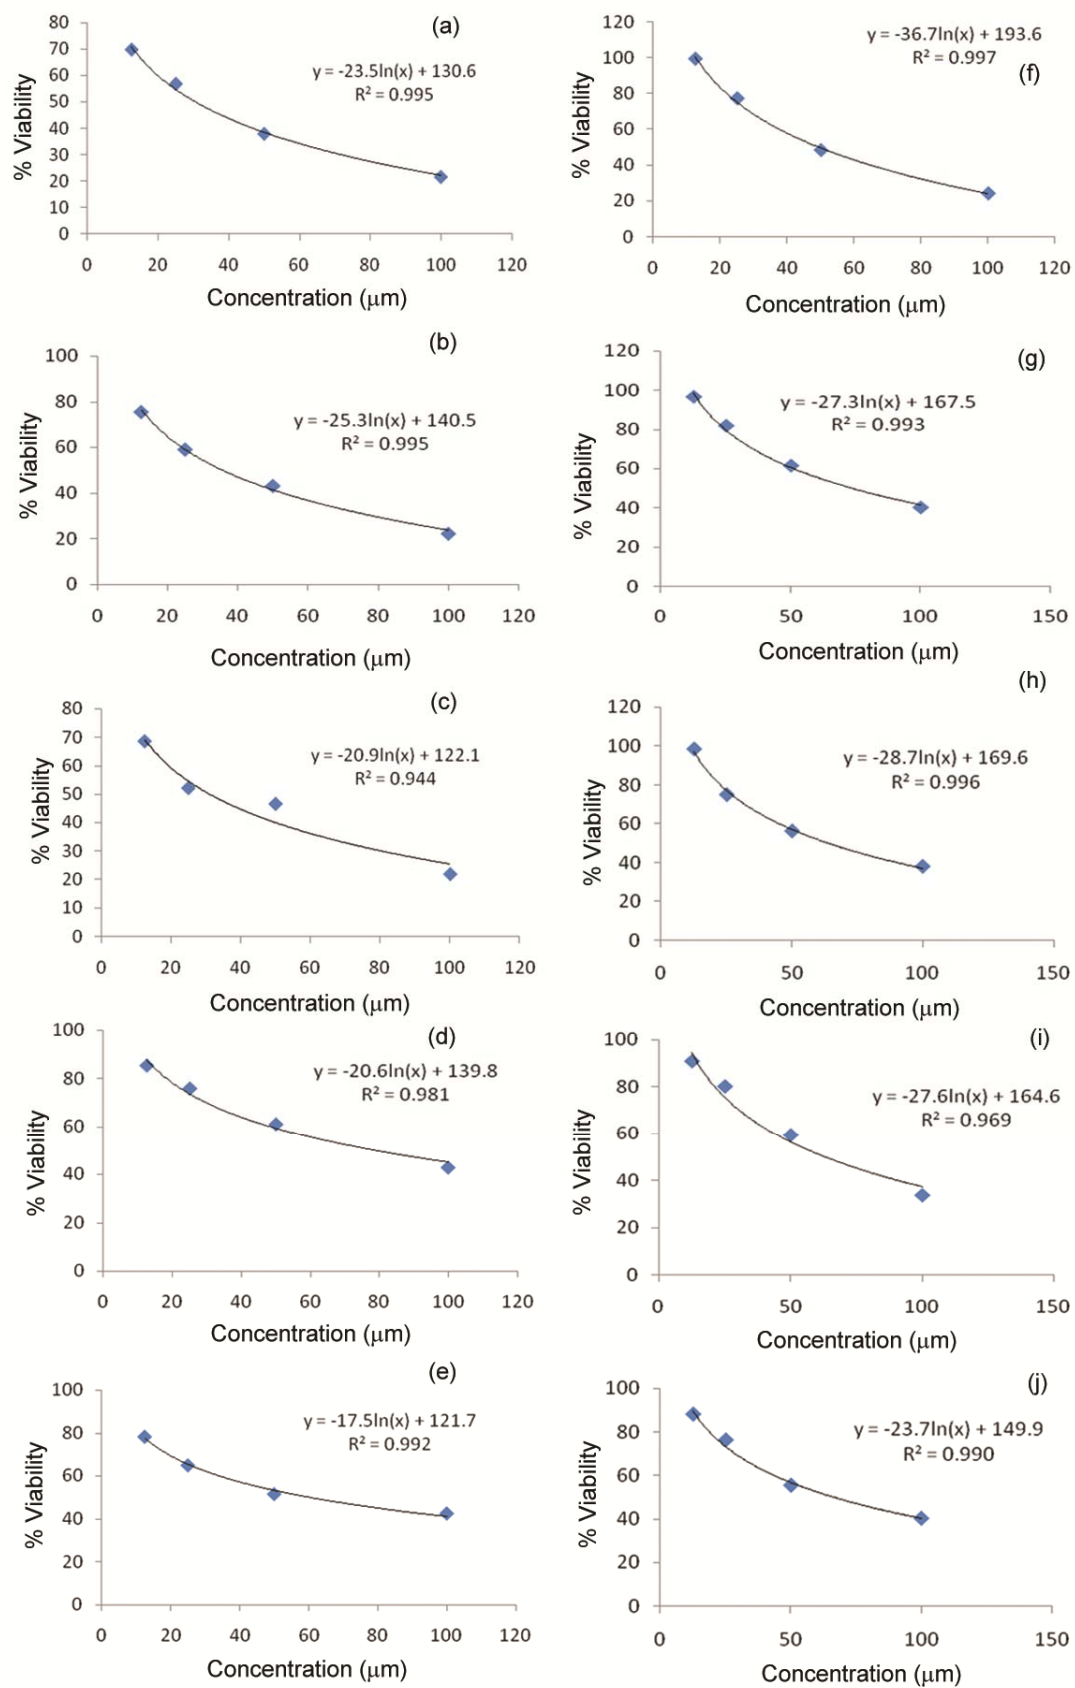 (a)
80
70
60
50
40
30
20
10
0
% Viability
y = -23.5ln(x) + 130.6
R² = 0.995
0 20 40 60 80 100 120
Concentration (μm)
(f)
120
100
80
60
40
20
0
% Viability
y = -36.7ln(x) + 193.6
R² = 0.997
0 20 40 60 80 100 120
Concentration (μm)
(b)
100
80
60
40
20
0
% Viability
y = -25.3ln(x) + 140.5
R² = 0.995
0 20 40 60 80 100 120
Concentration (μm)
(g)
120
100
80
60
40
20
0
% Viability
y = -27.3ln(x) + 167.5
R² = 0.993
0 50 100 150
Concentration (μm)
(c)
80
70
60
50
40
30
20
10
0
% Viability
y = -20.9ln(x) + 122.1
R² = 0.944
0 20 40 60 80 100 120
Concentration (μm)
(h)
120
100
80
60
40
20
0
% Viability
y = -28.7ln(x) + 169.6
R² = 0.996
0 50 100 150
Concentration (μm)
(d)
100
80
60
40
20
0
% Viability
y = -20.6ln(x) + 139.8
R² = 0.981
0 20 40 60 80 100 120
Concentration (μm)
(i)
100
80
60
40
20
0
% Viability
y = -27.6ln(x) + 164.6
R² = 0.969
0 50 100 150
Concentration (μm)
(e)
100
80
60
40
20
0
% Viability
y = -17.5ln(x) + 121.7
R² = 0.992
0 20 40 60 80 100 120
Concentration (μm)
(j)
100
80
60
40
20
0
% Viability
y = -23.7ln(x) + 149.9
R² = 0.990
0 50 100 150
Concentration (μm)